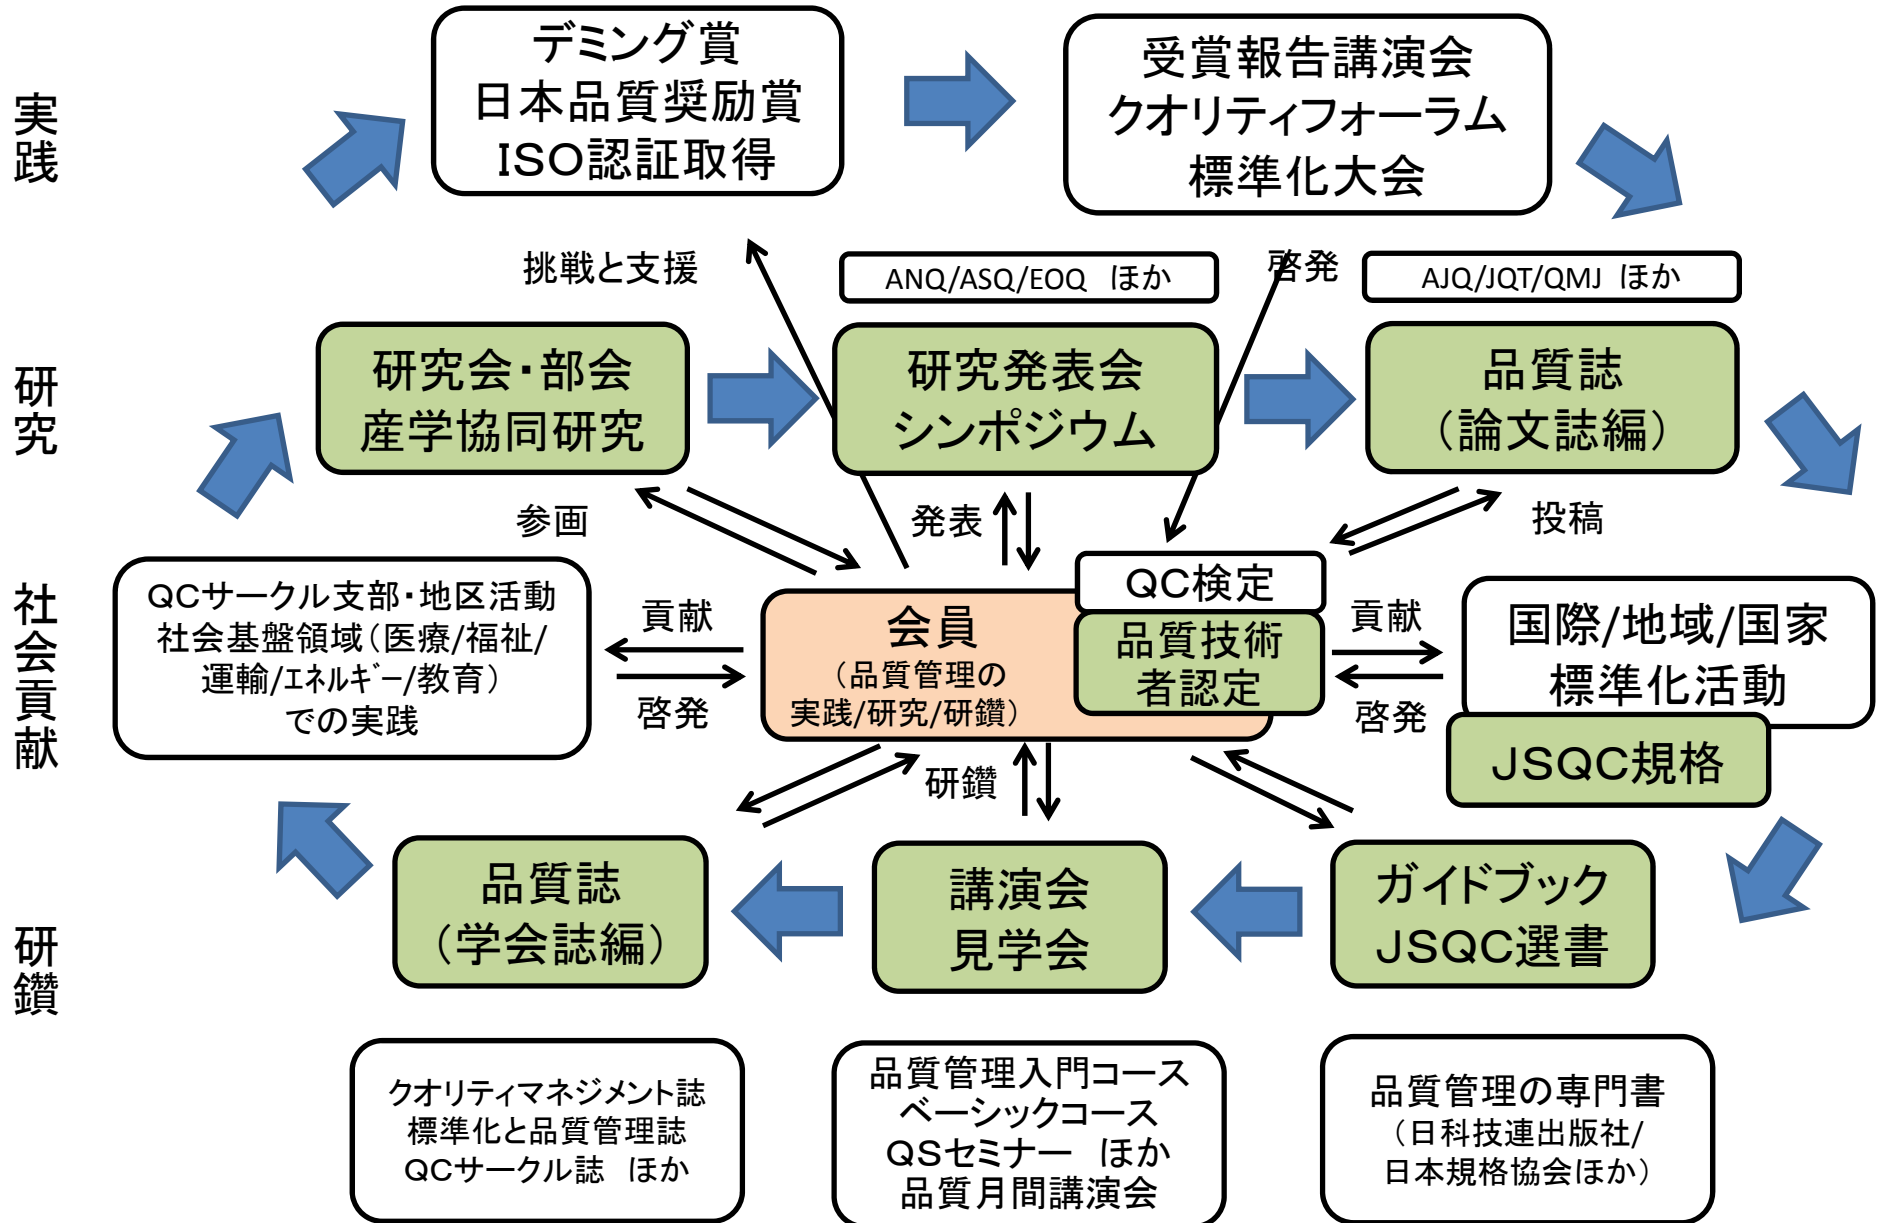 実践
デミング賞
日本品質奨励賞
ISO認証取得
受賞報告講演会
クオリティフォーラム
標準化大会
挑戦と支援
ANQ/ASQ/EOQ ほか
啓発
AJQ/JQT/QMJ ほか
研究
研究会・部会
産学協同研究
研究発表会
シンポジウム
品質誌
（論文誌編）
参画
発表
投稿
社会貢献
QCサークル支部・地区活動
社会基盤領域（医療/福祉/
運輸/ｴﾈﾙｷﾞｰ/教育）
での実践
貢献
啓発
会員
（品質管理の
実践/研究/研鑽）
QC検定
品質技術
者認定
貢献
啓発
国際/地域/国家
標準化活動
JSQC規格
研鑽
研鑽
品質誌
（学会誌編）
講演会
見学会
ガイドブック
JSQC選書
クオリティマネジメント誌
標準化と品質管理誌
QCサークル誌 ほか
品質管理入門コース
ベーシックコース
QSセミナー ほか
品質月間講演会
品質管理の専門書
（日科技連出版社/
日本規格協会ほか）